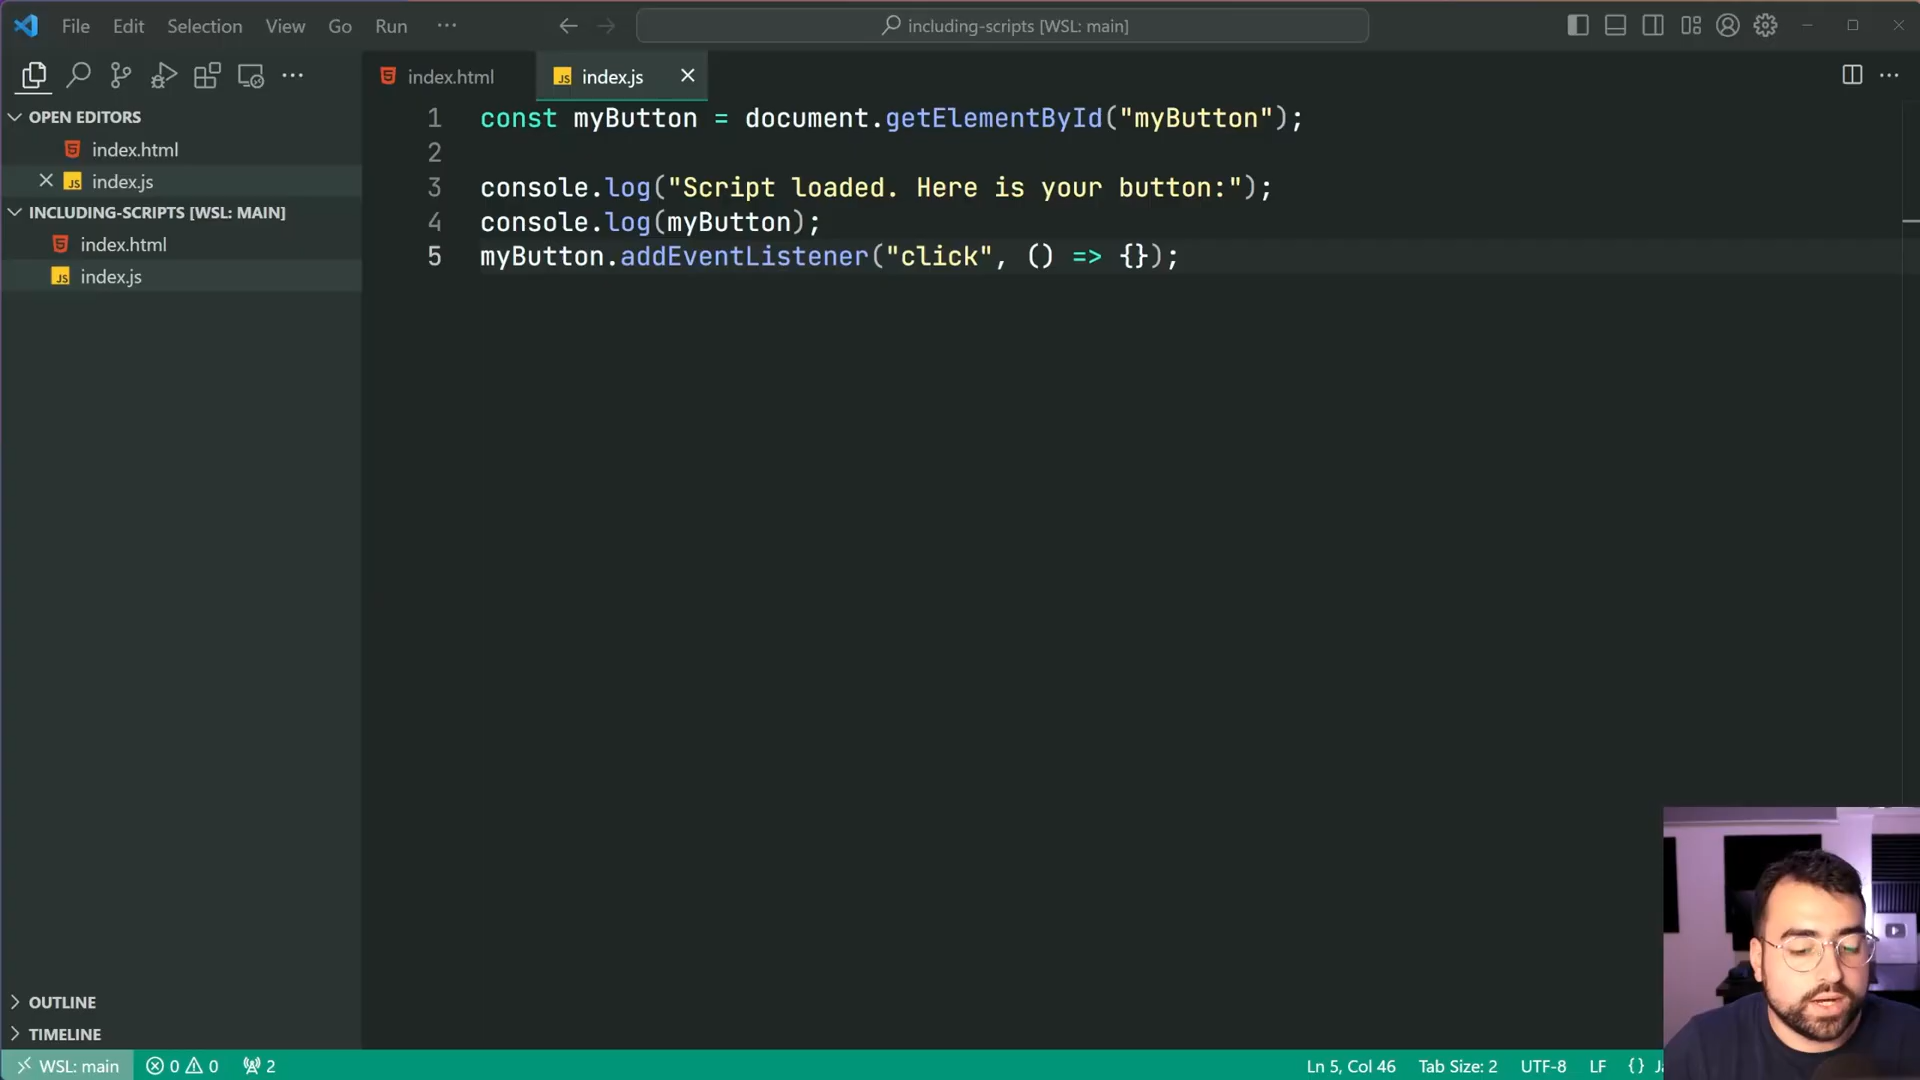 File Edit Selection View Go Run ...
including-scripts [WSL: main]
index.html
index.js
OPEN EDITORS
index.html
index.js
INCLUDING-SCRIPTS [WSL: MAIN]
index.html
index.js
1 const myButton = document.getElementById("myButton");
2
3 console.log("Script loaded. Here is your button:");
4 console.log(myButton);
5 myButton.addEventListener("click", () => {});
OUTLINE
TIMELINE
WSL: main 0 0 2 Ln 5, Col 46 Tab Size: 2 UTF-8 LF {}